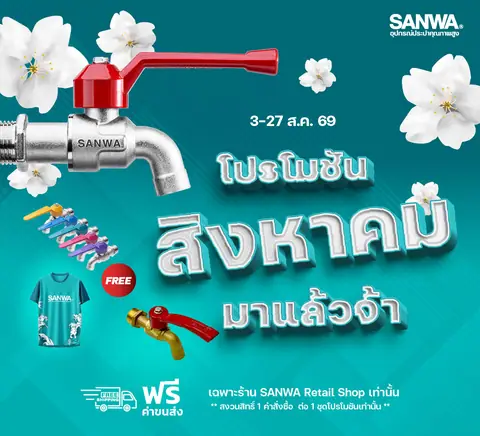 SANWA®
อุปกรณ์ประปาคุณภาพสูง
3-27 ส.ค. 69
SANWA
โปรโมชัน
สิงหาคม
มาแล้วจ้า
FREE
SANWA
FREE
ฟรี
ค่าขนส่ง
เฉพาะร้าน SANWA Retail Shop เท่านั้น
** สงวนสิทธิ์ 1 คำสั่งซื้อ ต่อ 1 ชุดโปรโมชันเท่านั้น **